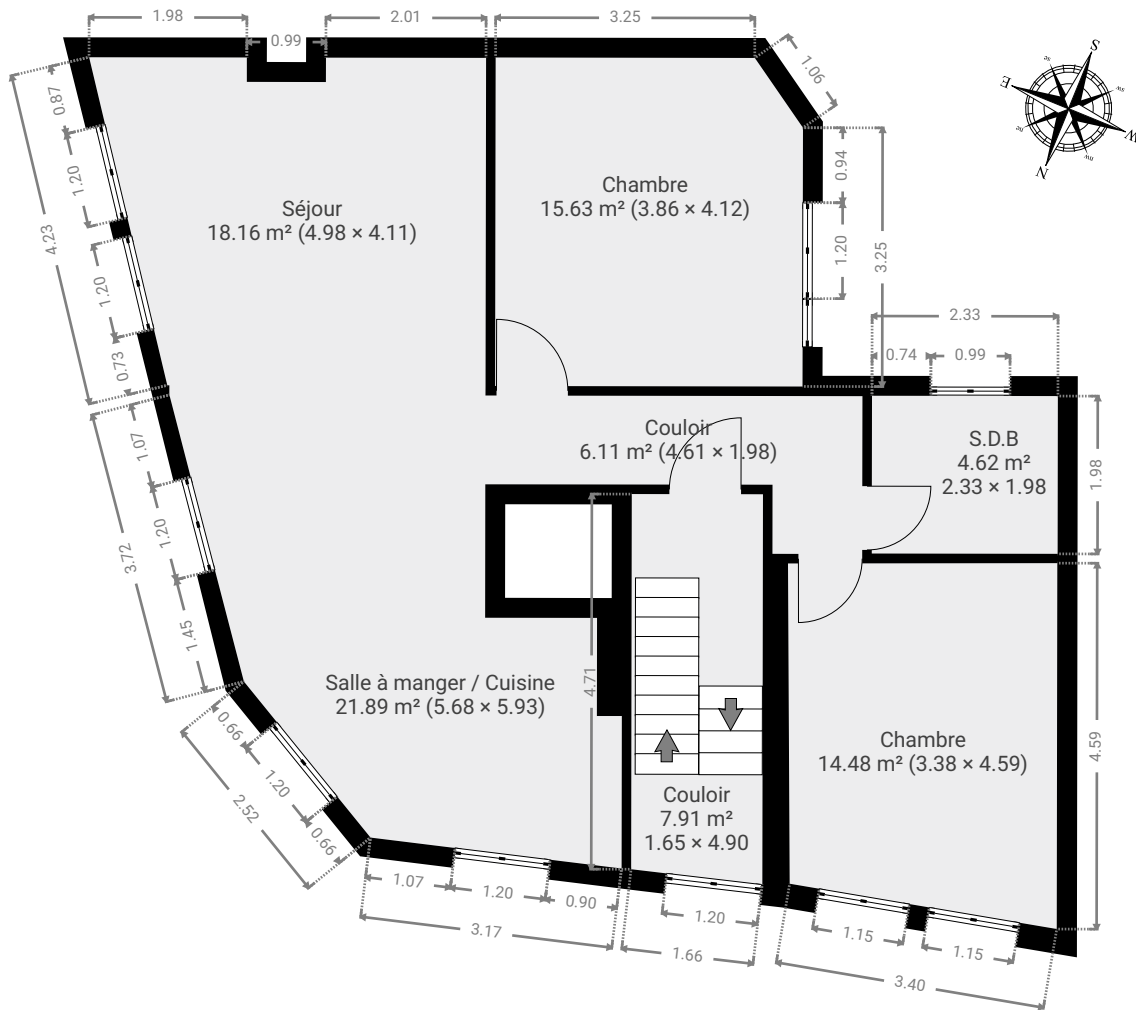 1.98
0.99
2.01
3.25
1.06
S
E
W
N
se
sw
ne
nw
0.87
1.20
4.23
1.20
0.73
Séjour
18.16 m² (4.98 × 4.11)
Chambre
15.63 m² (3.86 × 4.12)
0.94
1.20
3.25
2.33
0.74
0.99
Couloir
6.11 m² (4.61 × 1.98)
S.D.B
4.62 m²
2.33 × 1.98
1.98
1.07
1.20
3.72
1.45
4.71
Salle à manger / Cuisine
21.89 m² (5.68 × 5.93)
0.66
1.20
2.52
0.66
Chambre
14.48 m² (3.38 × 4.59)
4.59
Couloir
7.91 m²
1.65 × 4.90
1.07
1.20
0.90
3.17
1.20
1.66
1.15
1.15
3.40